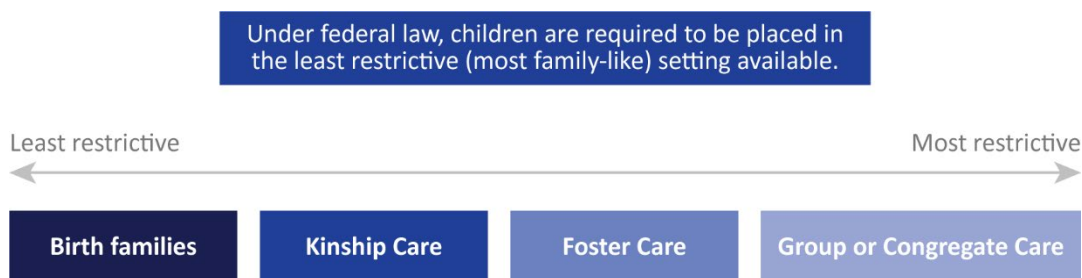 Under federal law, children are required to be placed in
the least restrictive (most family-like) setting available.
Least restrictive
Most restrictive
Birth families
Kinship Care
Foster Care
Group or Congregate Care